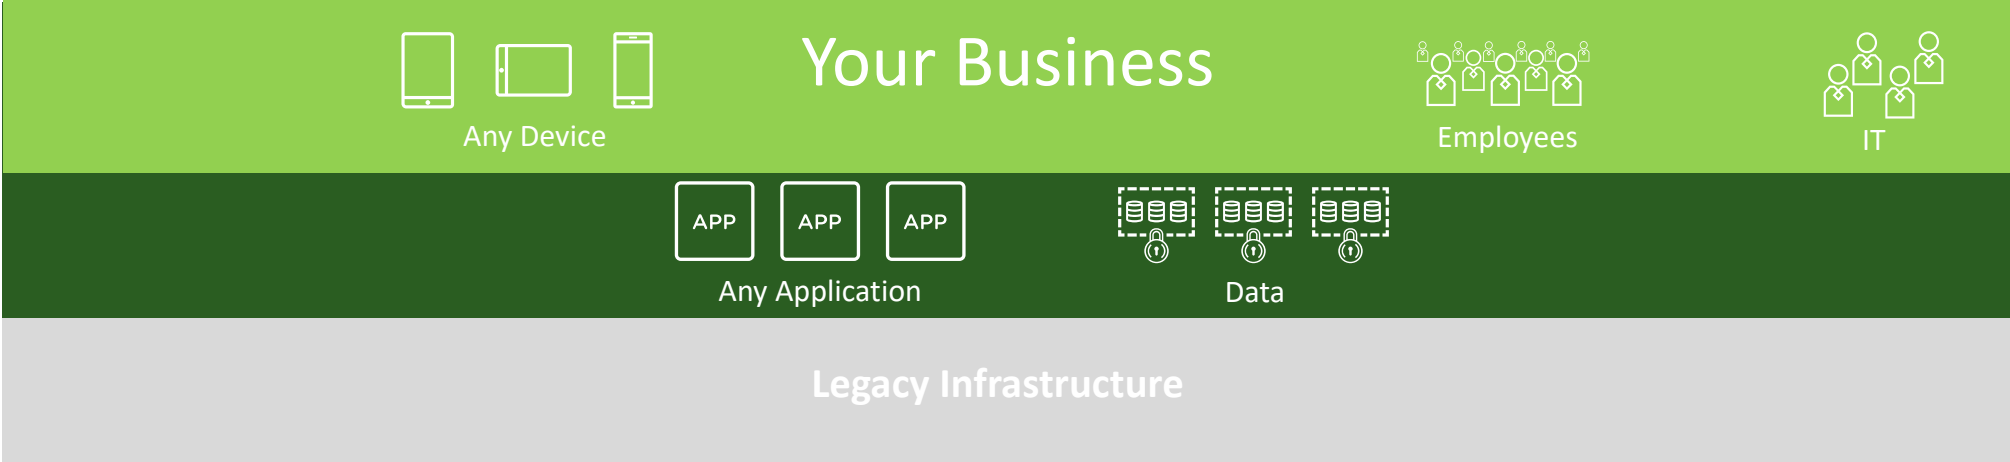 Your Business
Any Device
Employees
IT
APP APP APP
Any Application
Data
Legacy Infrastructure